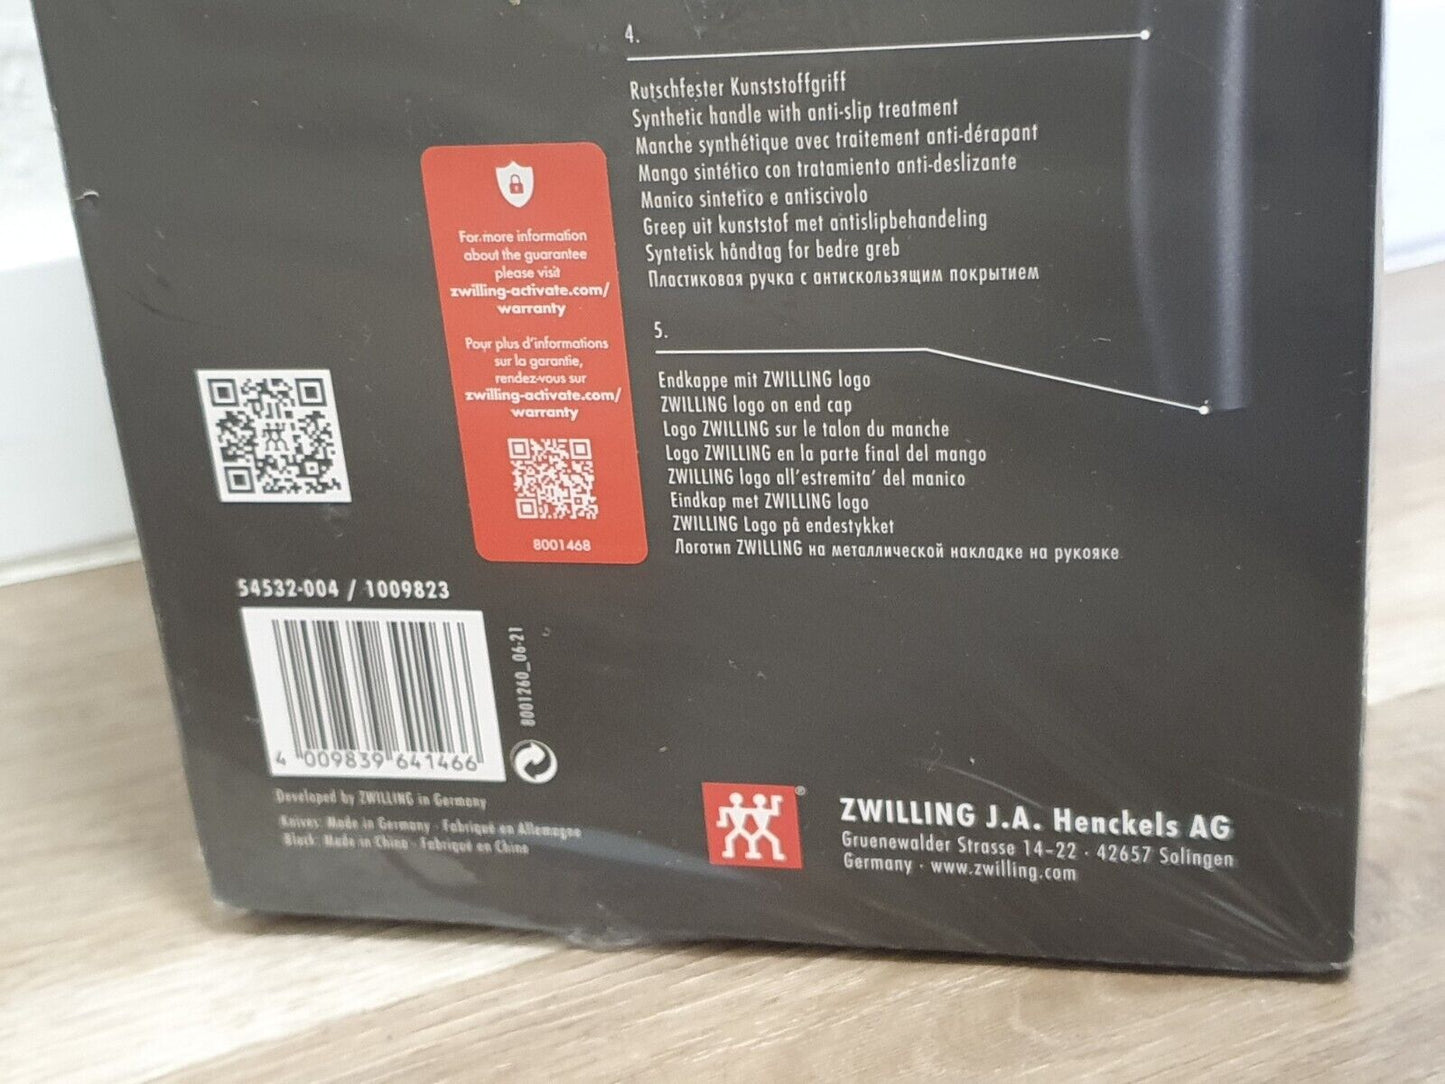 4.
Rutschfester Kunststoffgriff
Synthetic handle with anti-slip treatment
Manche synthétique avec traitement anti-dérapant
Mango sintético con tratamiento anti-deslizante
Manico sintetico e antiscivolo
Greep uit kunststof met antislipbehandeling
Syntetisk håndtag for bedre greb
Пластиковая ручка с антискользящим покрытием
5.
Endkappe mit ZWILLING logo
ZWILLING logo on end cap
Logo ZWILLING sur le talon du manche
Logo ZWILLING en la parte final del mango
ZWILLING logo all'estremita' del manico
Eindkap met ZWILLING logo
ZWILLING Logo på endestykket
Логотип ZWILLING на металлической накладке на рукоятке
For more information
about the guarantee
please visit
zwilling-activate.com/
warranty
Pour plus d'informations
sur la garantie,
rendez-vous sur
zwilling-activate.com/
warranty
8001468
54532-004 / 1009823
4 009839 641466
8001260_06-21
Developed by ZWILLING in Germany
Knives: Made in Germany · Fabriqué en Allemagne
Block: Made in China · Fabriqué en Chine
®
ZWILLING J.A. Henckels AG
Gruenewalder Strasse 14-22 · 42657 Solingen
Germany · www.zwilling.com